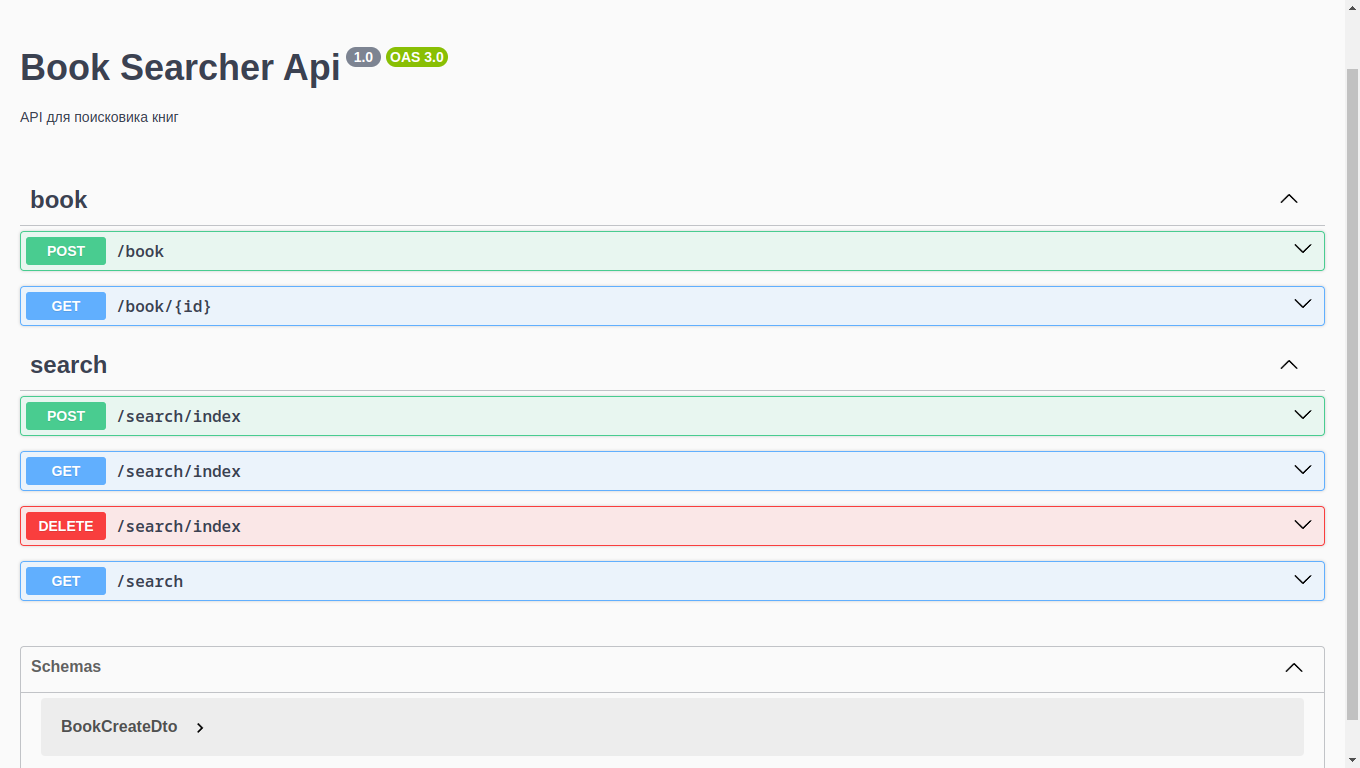 Book Searcher Api 1.0 OAS 3.0
API для поисковика книг
book
POST /book
GET /book/{id}
search
POST /search/index
GET /search/index
DELETE /search/index
GET /search
Schemas
BookCreateDto